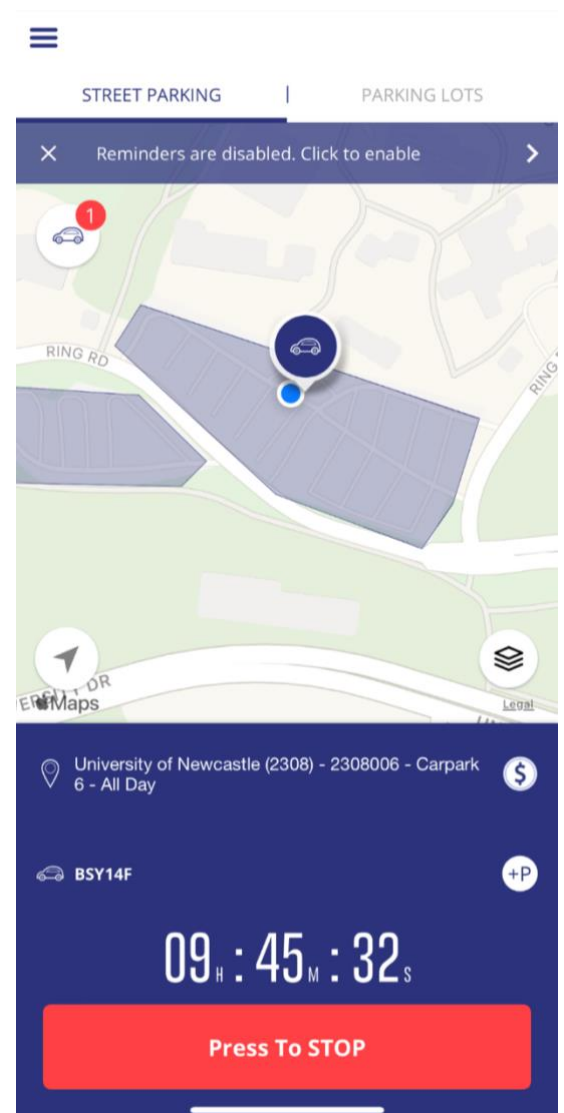 STREET PARKING | PARKING LOTS
Reminders are disabled. Click to enable
1
RING RD
RING
DR
Maps
Legal
University of Newcastle (2308) - 2308006 - Carpark
6 - All Day
$
BSY14F
+P
09H : 45M : 32S
Press To STOP